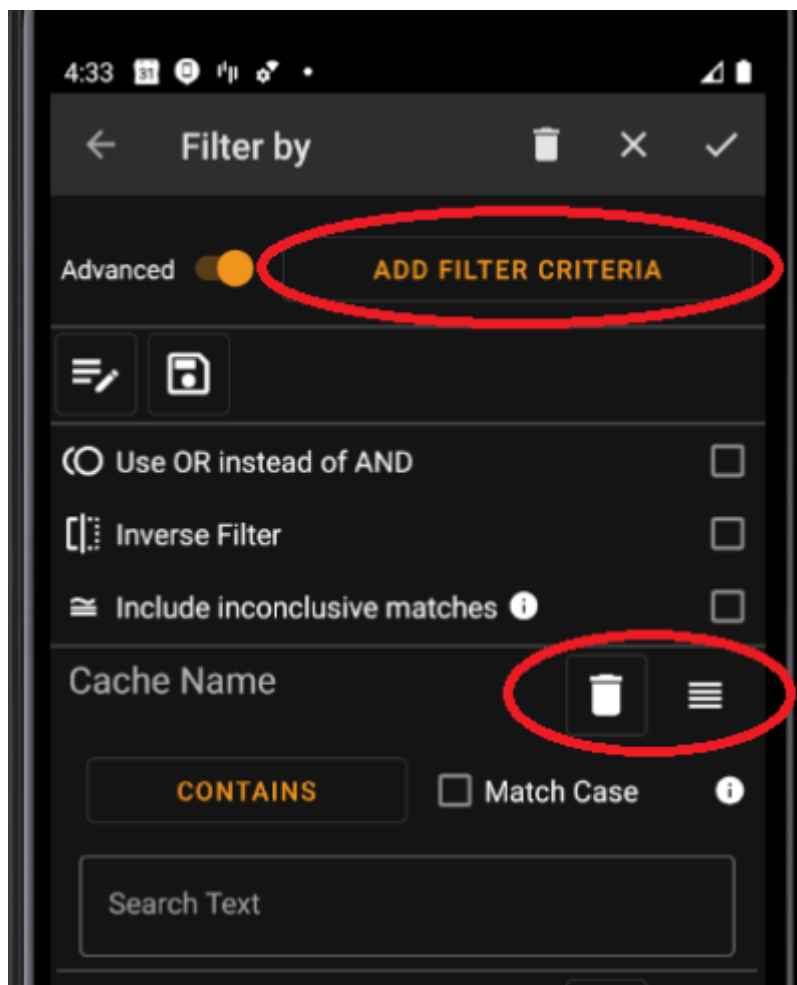 4:33 31
Filter by
Advanced ADD FILTER CRITERIA
Use OR instead of AND
Inverse Filter
Include inconclusive matches i
Cache Name
CONTAINS Match Case i
Search Text